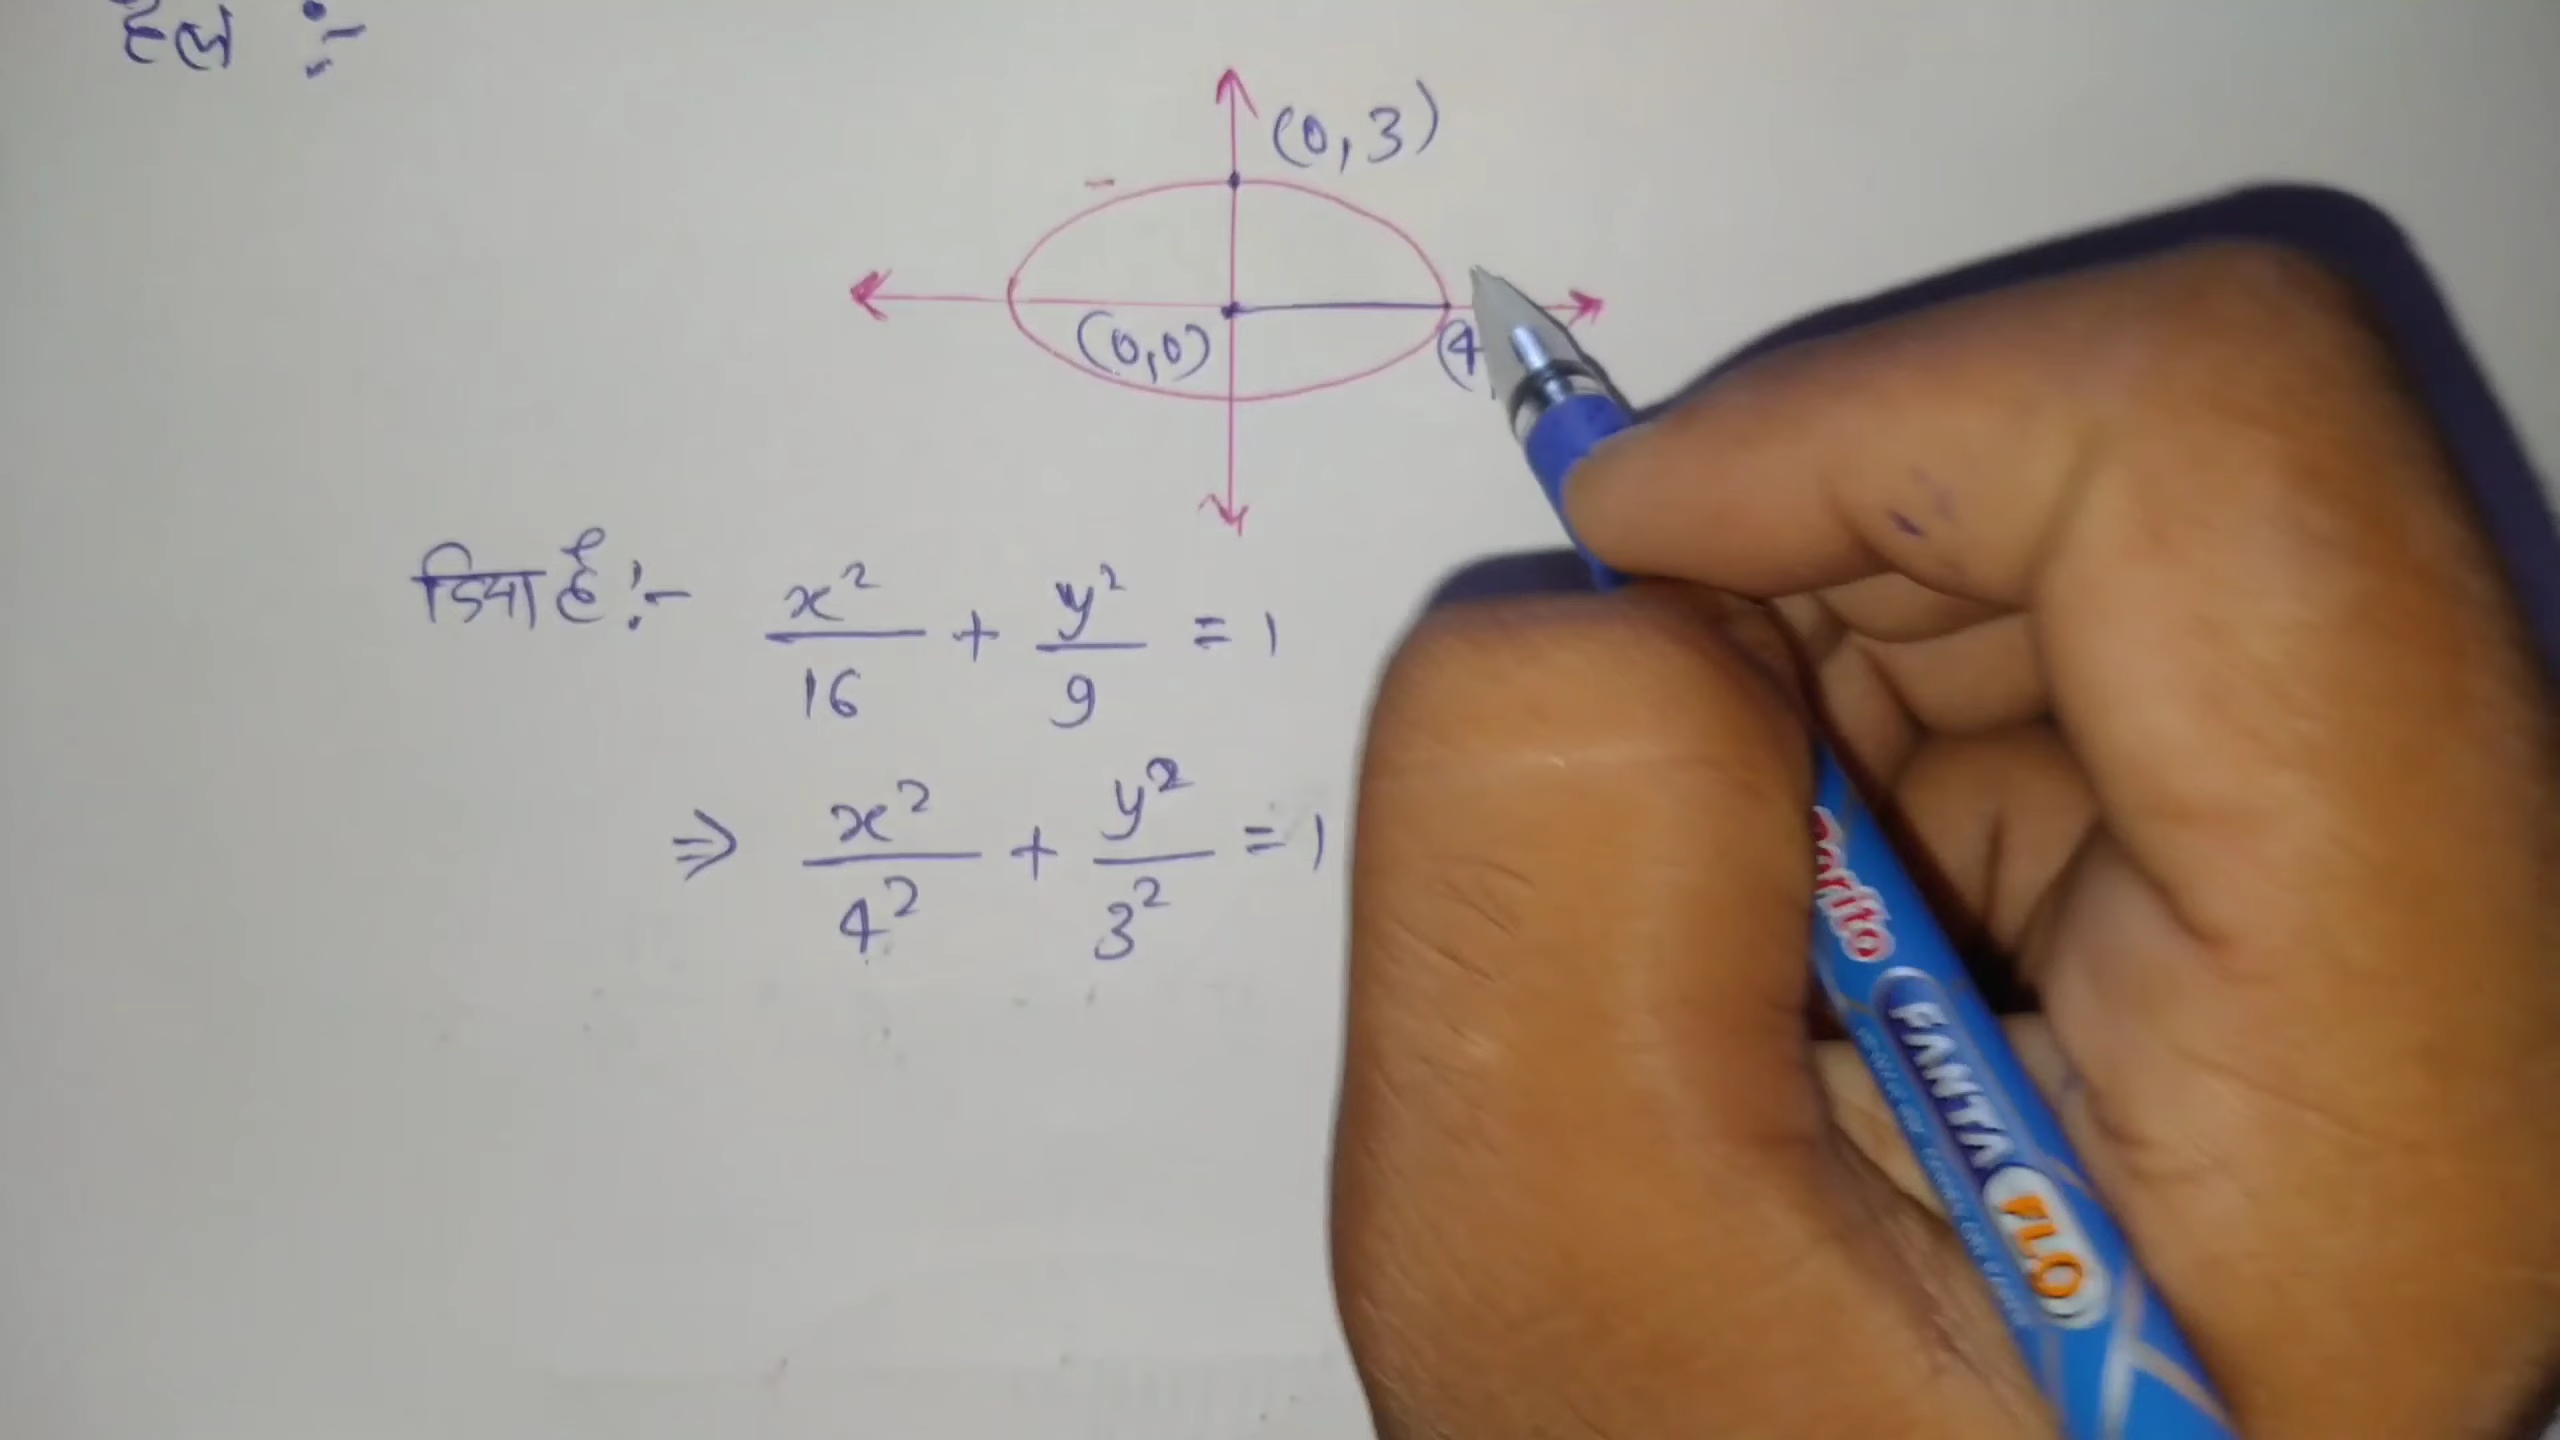 हल :-
(0,3)
(0,0)
(4
दिया है :- x²/16 + y²/9 = 1
⇒ x²/4² + y²/3² = 1
FANTA
FLO